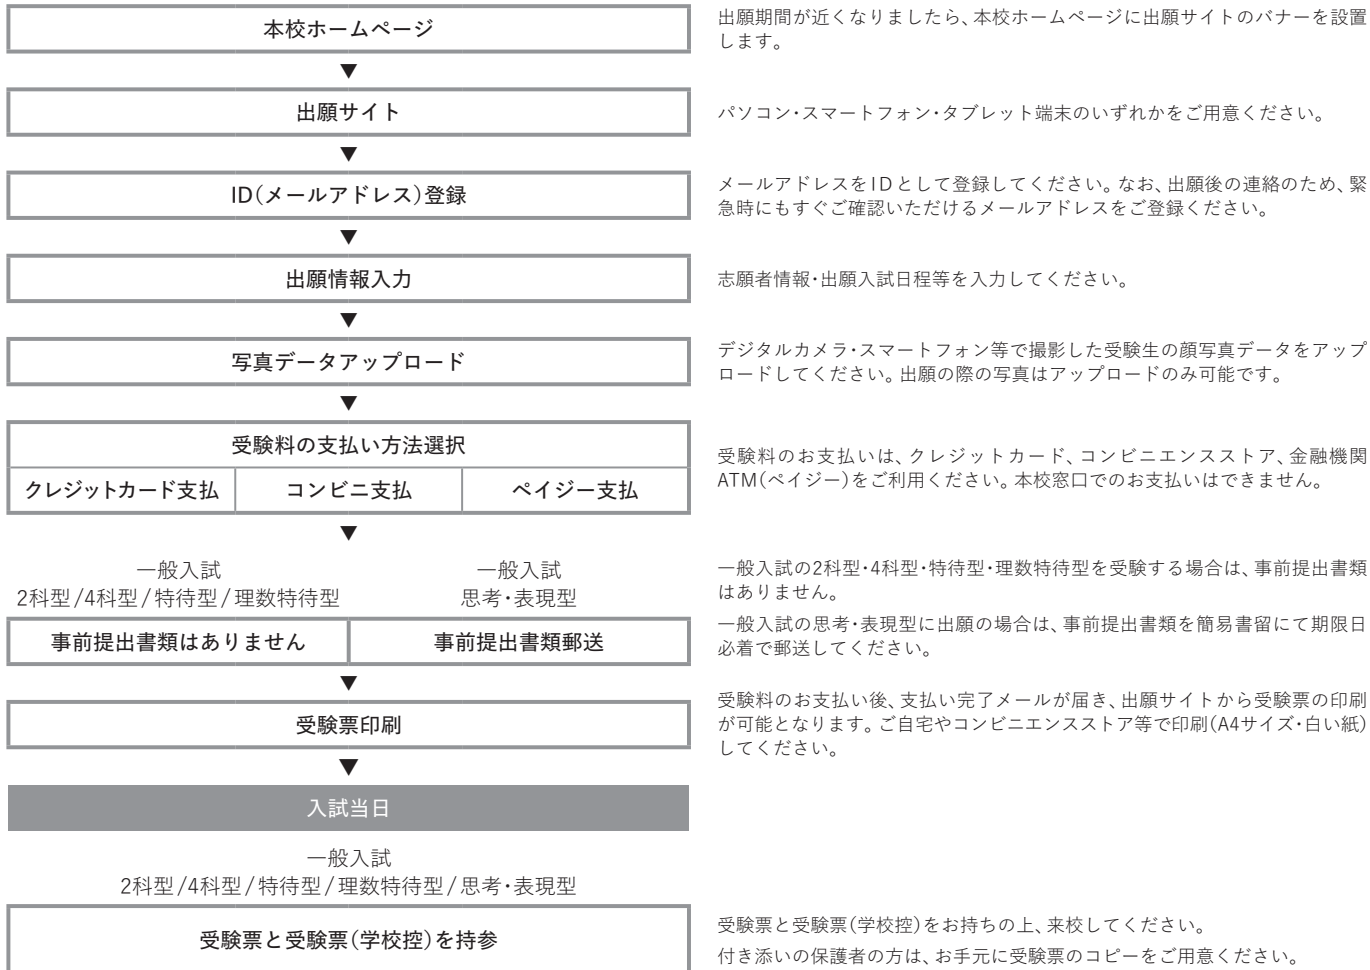 本校ホームページ
出願期間が近くなりましたら、本校ホームページに出願サイトのバナーを設置
します。
▼
出願サイト
パソコン・スマートフォン・タブレット端末のいずれかをご用意ください。
▼
ID(メールアドレス)登録
メールアドレスをIDとして登録してください。なお、出願後の連絡のため、緊
急時にもすぐご確認いただけるメールアドレスをご登録ください。
▼
出願情報入力
志願者情報・出願入試日程等を入力してください。
▼
写真データアップロード
デジタルカメラ・スマートフォン等で撮影した受験生の顔写真データをアップ
ロードしてください。出願の際の写真はアップロードのみ可能です。
▼
受験料の支払い方法選択
クレジットカード支払 コンビニ支払 ペイジー支払
受験料のお支払いは、クレジットカード、コンビニエンスストア、金融機関
ATM(ペイジー)をご利用ください。本校窓口でのお支払いはできません。
▼
一般入試
2科型/4科型/特待型/理数特待型
事前提出書類はありません
一般入試
思考・表現型
事前提出書類郵送
一般入試の2科型・4科型・特待型・理数特待型を受験する場合は、事前提出書類
はありません。
一般入試の思考・表現型に出願の場合は、事前提出書類を簡易書留にて期限日
必着で郵送してください。
▼
受験票印刷
受験料のお支払い後、支払い完了メールが届き、出願サイトから受験票の印刷
が可能となります。ご自宅やコンビニエンスストア等で印刷(A4サイズ・白い紙)
してください。
▼
入試当日
一般入試
2科型/4科型/特待型/理数特待型/思考・表現型
受験票と受験票(学校控)を持参
受験票と受験票(学校控)をお持ちの上、来校してください。
付き添いの保護者の方は、お手元に受験票のコピーをご用意ください。